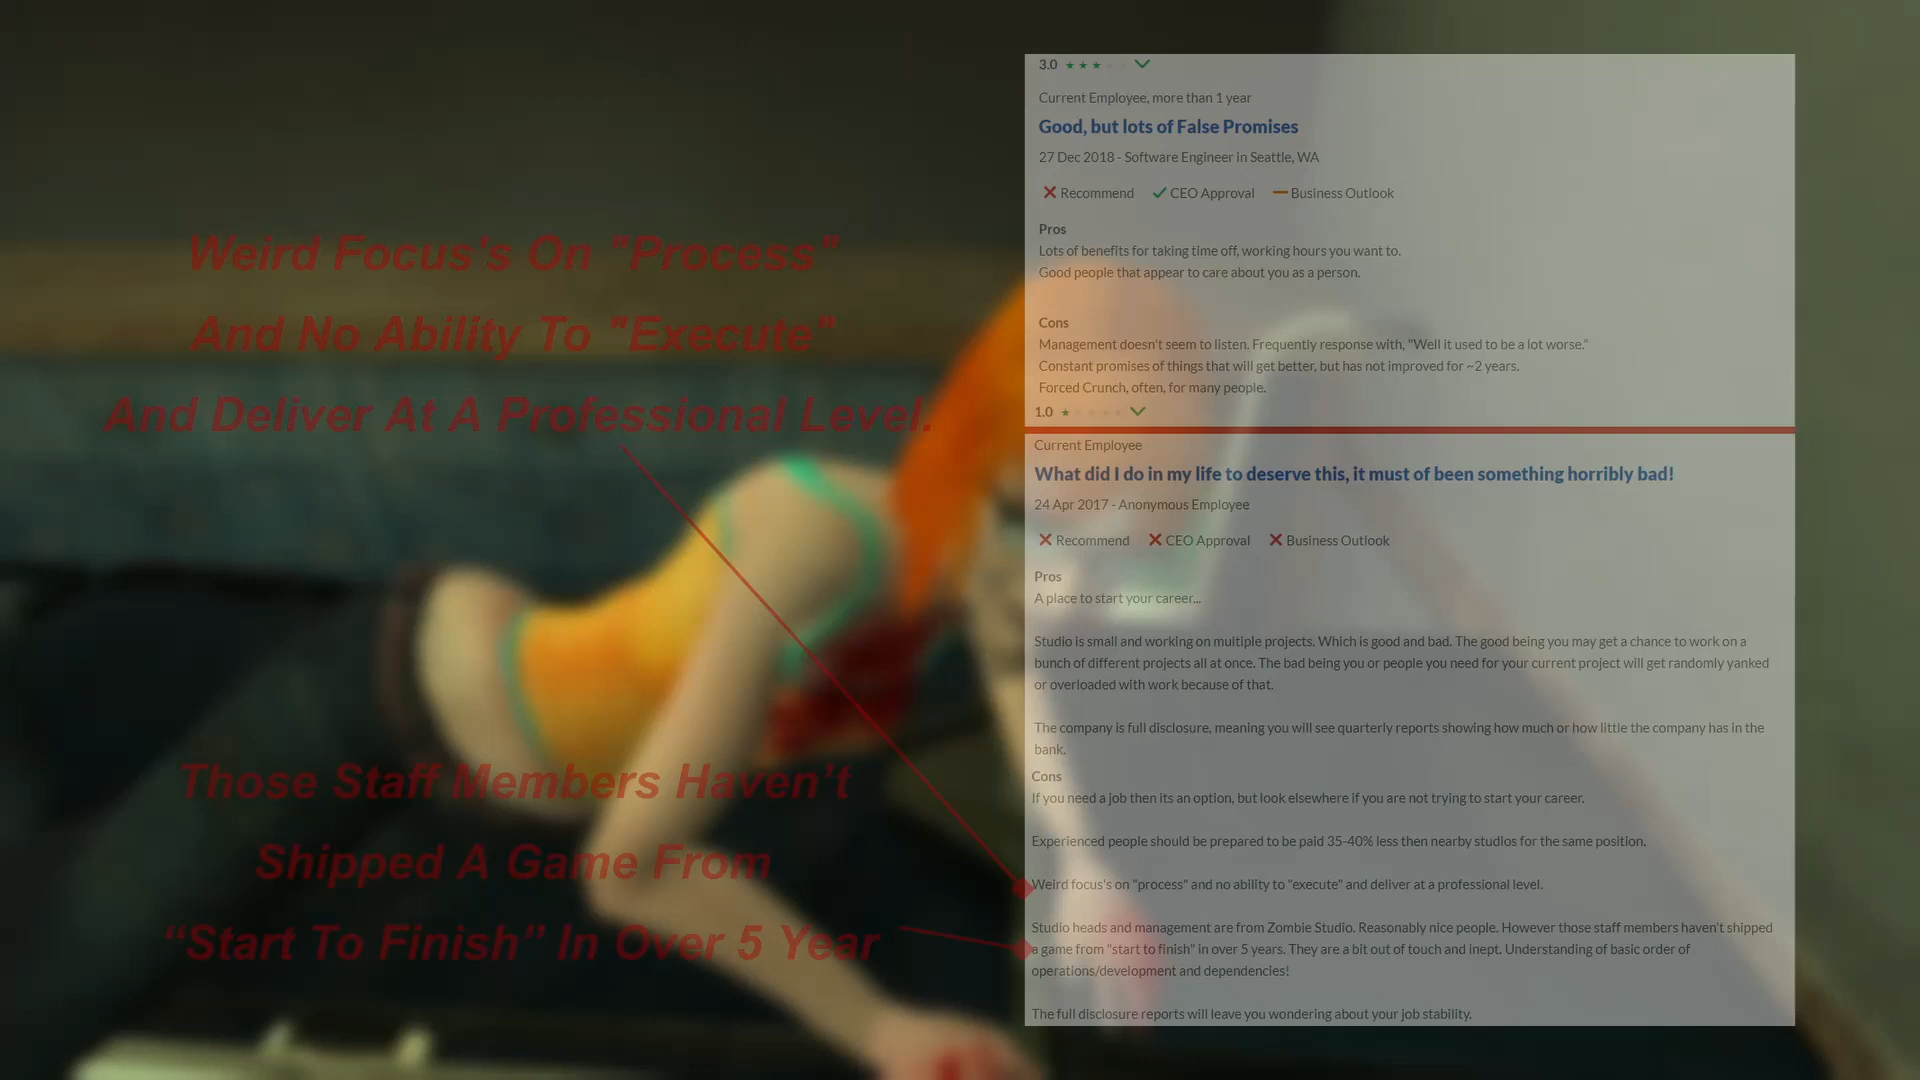 Weird Focus's On "Process"
And No Ability To "Execute"
And Deliver At A Professional Level.
Those Staff Members Haven't
Shipped A Game From
“Start To Finish” In Over 5 Year
3.0
Current Employee, more than 1 year
Good, but lots of False Promises
27 Dec 2018 - Software Engineer in Seattle, WA
Recommend CEO Approval Business Outlook
Pros
Lots of benefits for taking time off, working hours you want to.
Good people that appear to care about you as a person.
Cons
Management doesn't seem to listen. Frequently response with, "Well it used to be a lot worse."
Constant promises of things that will get better, but has not improved for ~2 years.
Forced Crunch, often, for many people.
1.0
Current Employee
What did I do in my life to deserve this, it must of been something horribly bad!
24 Apr 2017 - Anonymous Employee
Recommend CEO Approval Business Outlook
Pros
A place to start your career...
Studio is small and working on multiple projects. Which is good and bad. The good being you may get a chance to work on a
bunch of different projects all at once. The bad being you or people you need for your current project will get randomly yanked
or overloaded with work because of that.
The company is full disclosure, meaning you will see quarterly reports showing how much or how little the company has in the
bank.
Cons
If you need a job then its an option, but look elsewhere if you are not trying to start your career.
Experienced people should be prepared to be paid 35-40% less then nearby studios for the same position.
Weird focus's on "process" and no ability to "execute" and deliver at a professional level.
Studio heads and management are from Zombie Studio. Reasonably nice people. However those staff members haven't shipped
a game from "start to finish" in over 5 years. They are a bit out of touch and inept. Understanding of basic order of
operations/development and dependencies!
The full disclosure reports will leave you wondering about your job stability.